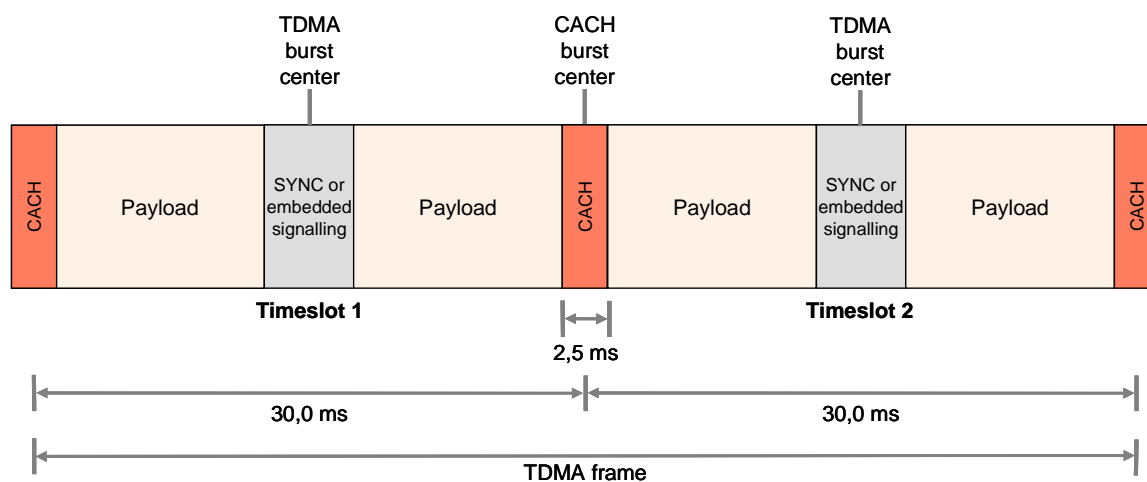 TDMA
burst
center
CACH
burst
center
TDMA
burst
center
CACH
Payload
SYNC or
embedded
signalling
Payload
CACH
Payload
SYNC or
embedded
signalling
Payload
CACH
Timeslot 1
Timeslot 2
2,5 ms
30,0 ms
30,0 ms
TDMA frame